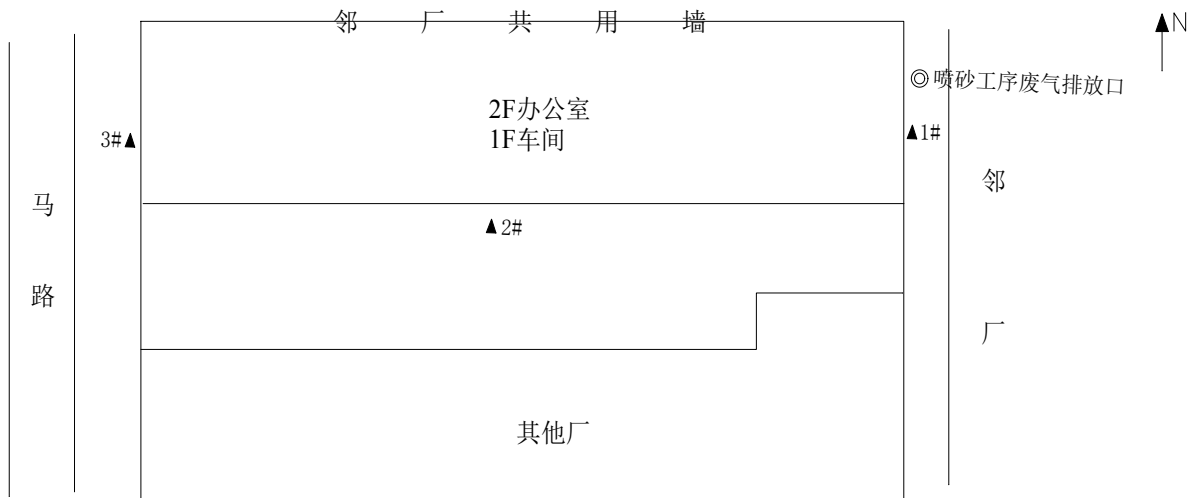 邻厂共用墙
N
◎喷砂工序废气排放口
2F办公室
1F车间
3#▲
▲1#
马路
邻厂
▲2#
其他厂